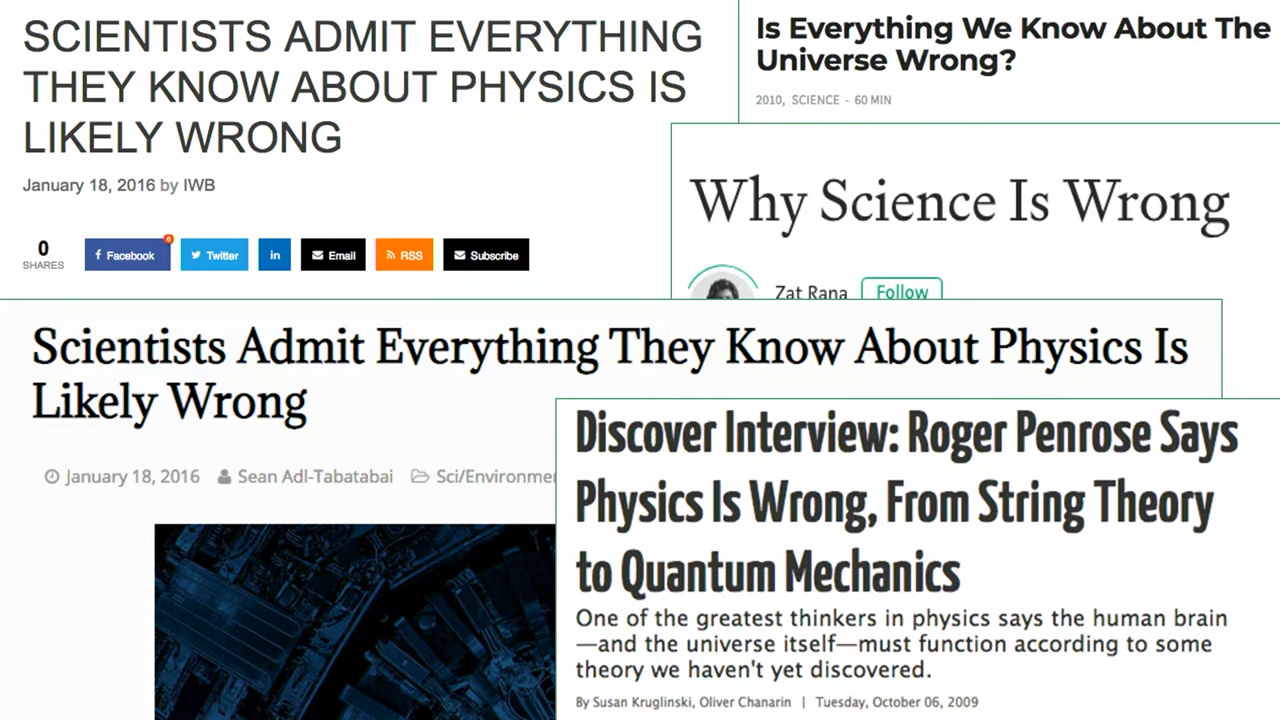 SCIENTISTS ADMIT EVERYTHING
THEY KNOW ABOUT PHYSICS IS
LIKELY WRONG
January 18, 2016 by IWB
0
SHARES
Facebook
0
Twitter
in
Email
RSS
Subscribe
Is Everything We Know About The
Universe Wrong?
2010, SCIENCE - 60 MIN
Why Science Is Wrong
Zat Rana
Follow
Scientists Admit Everything They Know About Physics Is
Likely Wrong
January 18, 2016
Sean Adl-Tabatabai
Sci/Environme
Discover Interview: Roger Penrose Says
Physics Is Wrong, From String Theory
to Quantum Mechanics
One of the greatest thinkers in physics says the human brain
—and the universe itself—must function according to some
theory we haven't yet discovered.
By Susan Kruglinski, Oliver Chanarin | Tuesday, October 06, 2009